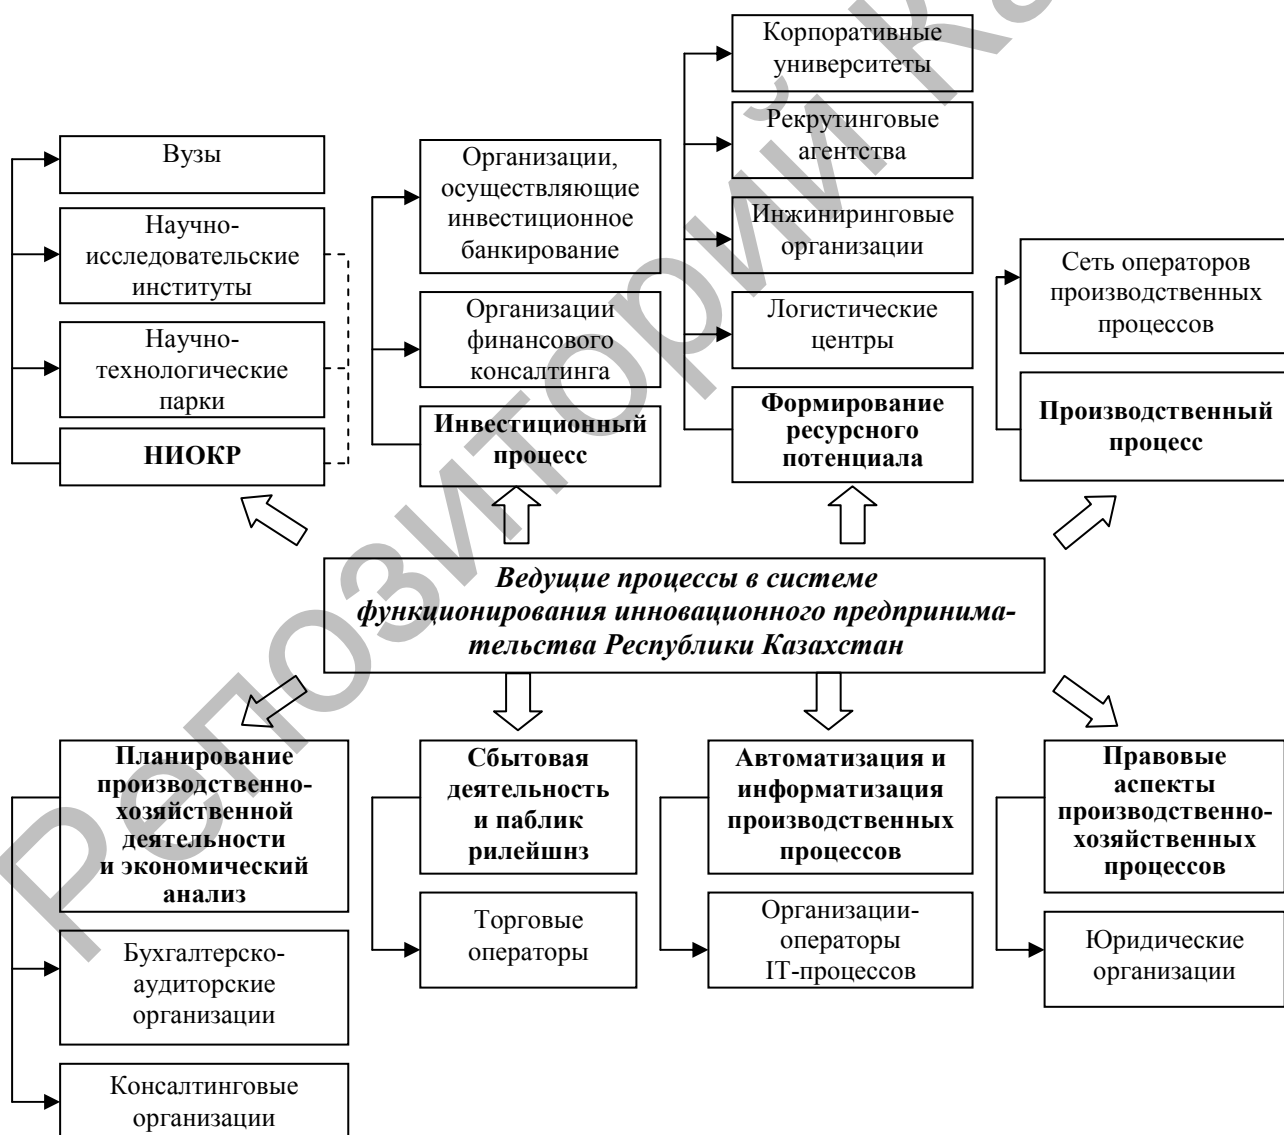 Корпоративные
университеты
Рекрутинговые
агентства
Инжиниринговые
организации
Логистические
центры
Формирование
ресурсного
потенциала
Вузы
Научно-
исследовательские
институты
Научно-
технологические
парки
НИОКР
Организации,
осуществляющие
инвестиционное
банкирование
Организации
финансового
консалтинга
Инвестиционный
процесс
Сеть операторов
производственных
процессов
Производственный
процесс
Ведущие процессы в системе
функционирования инновационного предпринима-
тельства Республики Казахстан
Планирование
производственно-
хозяйственной
деятельности
и экономический
анализ
Бухгалтерско-
аудиторские
организации
Консалтинговые
организации
Сбытовая
деятельность
и паблик
рилейшнз
Торговые
операторы
Автоматизация и
информатизация
производственных
процессов
Организации-
операторы
IT-процессов
Правовые
аспекты
производственно-
хозяйственных
процессов
Юридические
организации
Репозиторий Ка